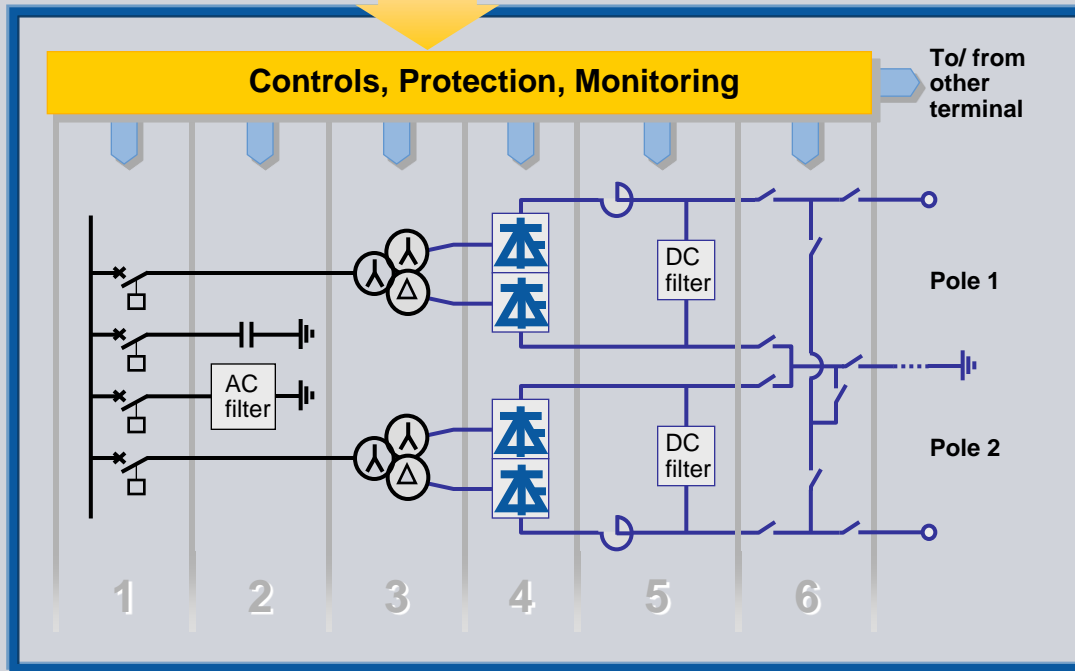 Controls, Protection, Monitoring
To/ from
other
terminal
DC
filter
Pole 1
AC
filter
DC
filter
Pole 2
1 2 3 4 5 6